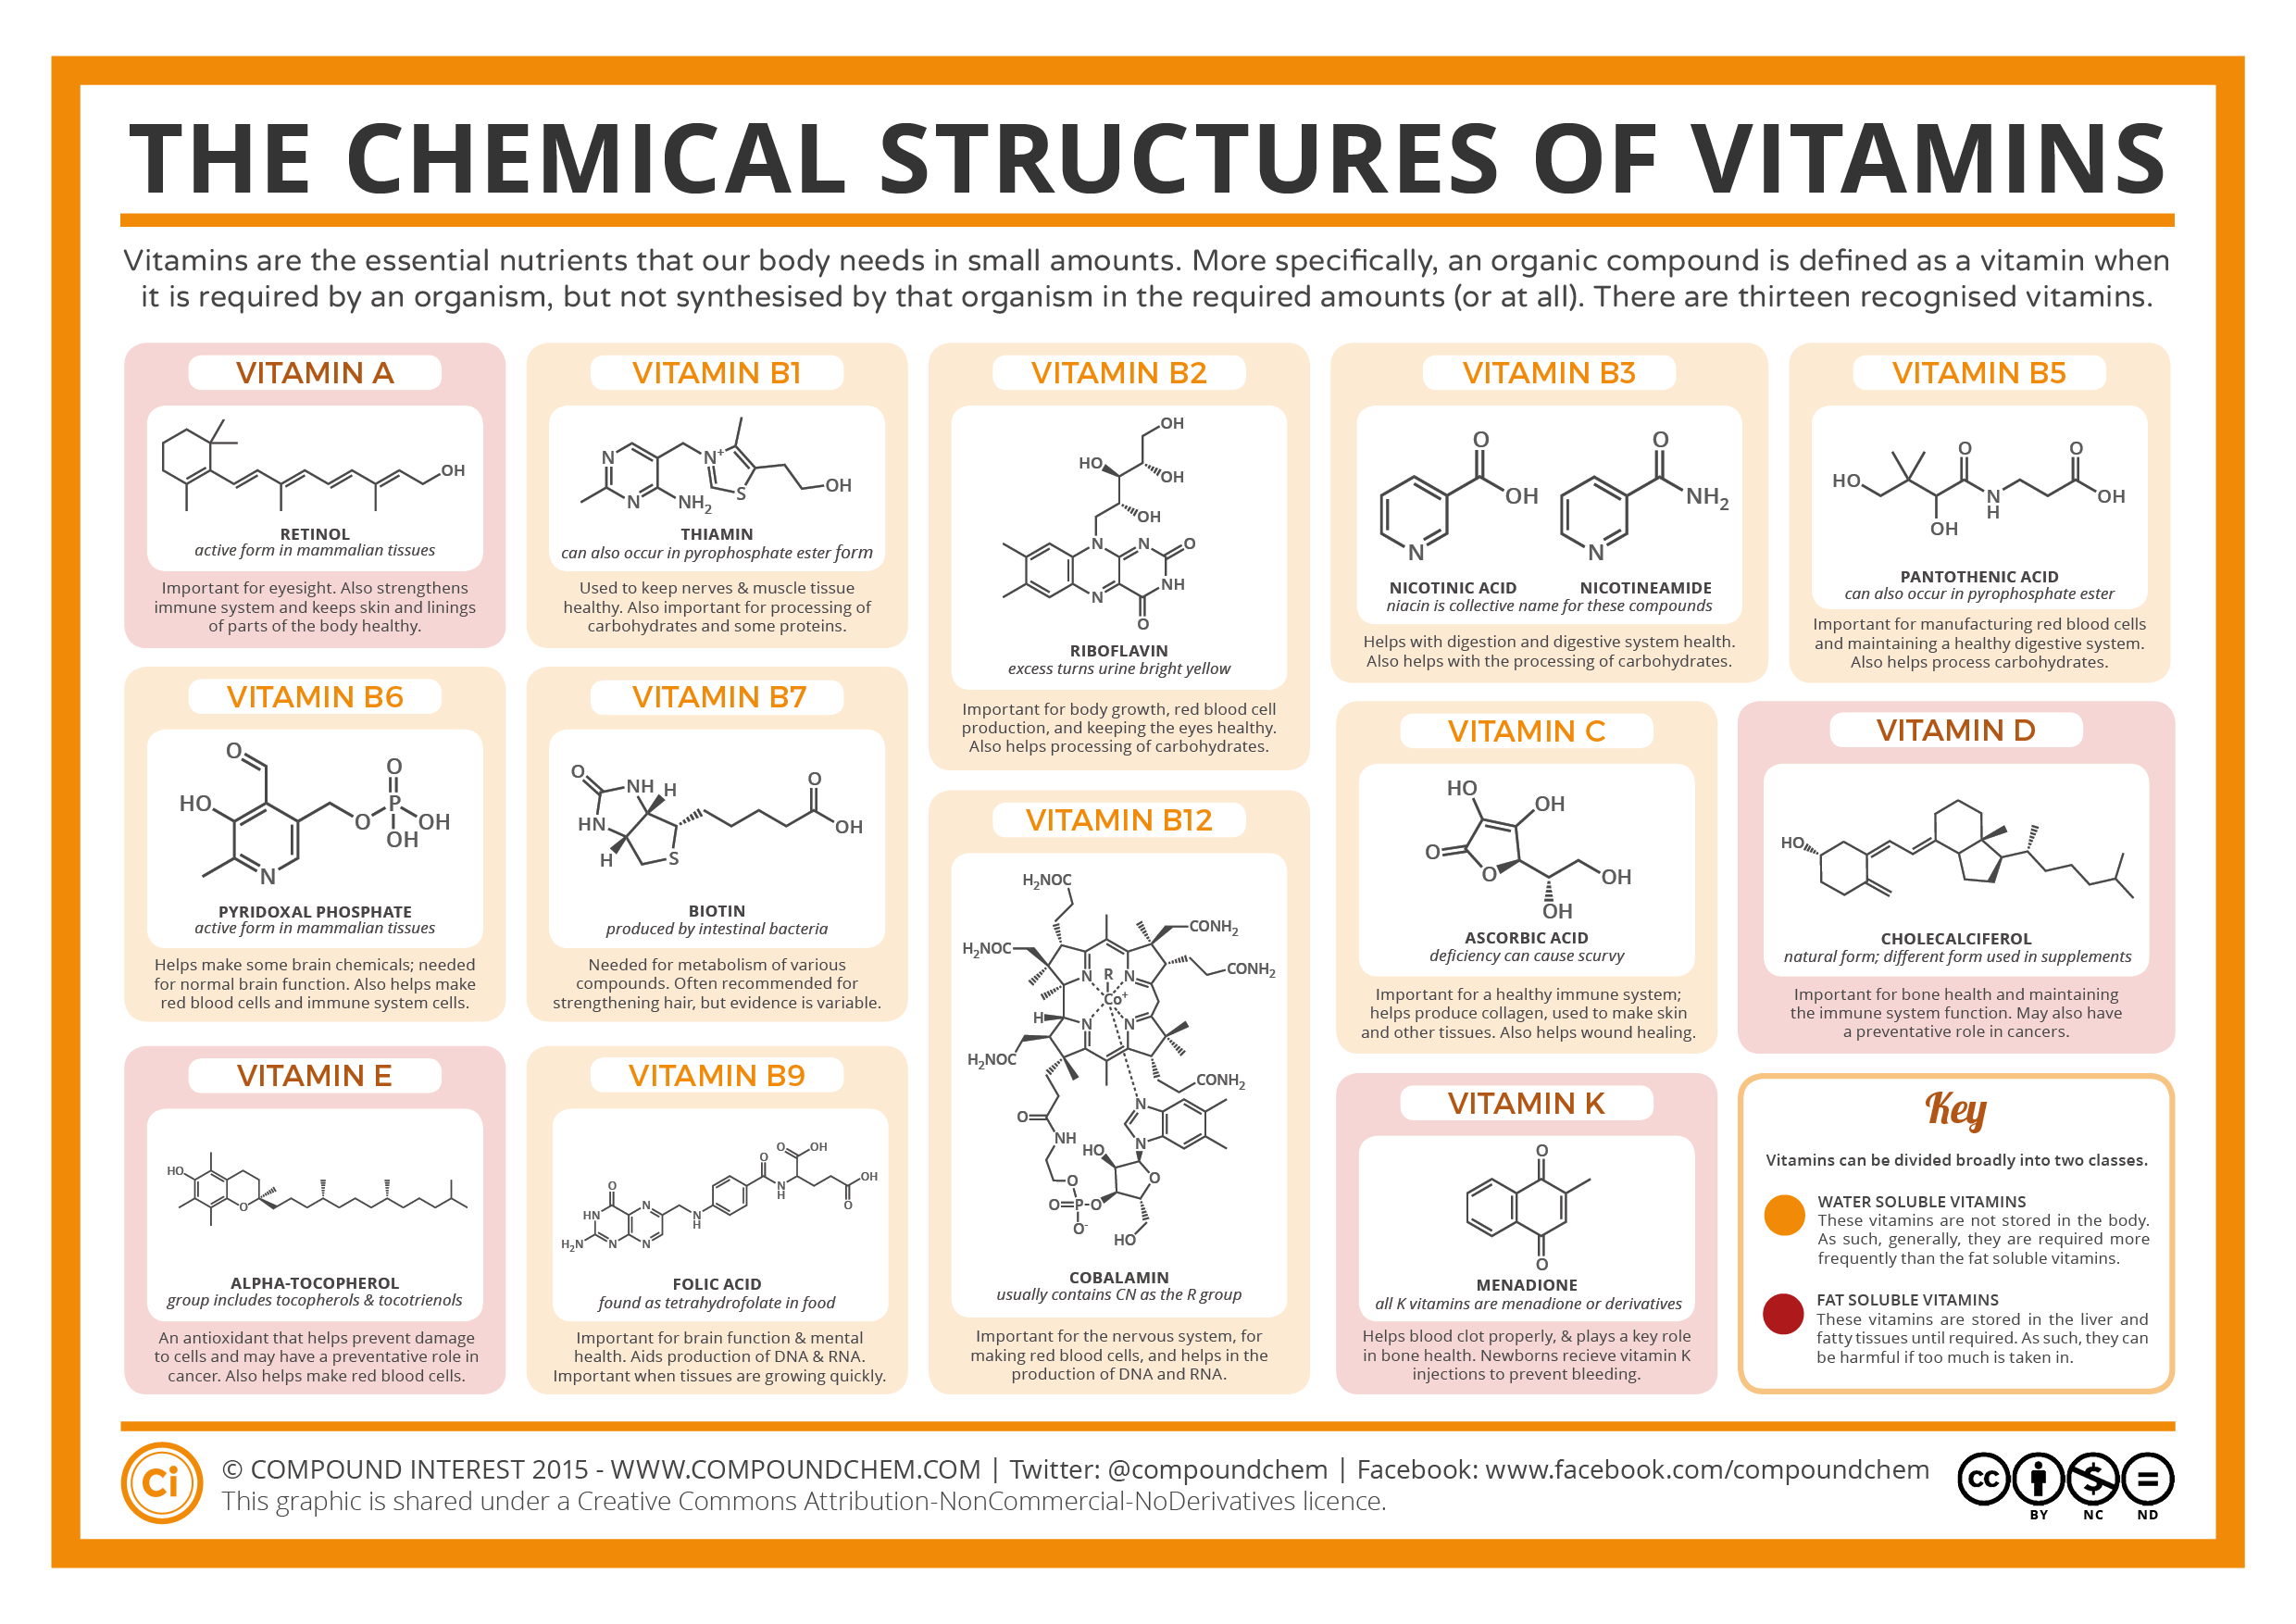 THE CHEMICAL STRUCTURES OF VITAMINS
Vitamins are the essential nutrients that our body needs in small amounts. More specifically, an organic compound is defined as a vitamin when
it is required by an organism, but not synthesised by that organism in the required amounts (or at all). There are thirteen recognised vitamins.
VITAMIN A
OH
RETINOL
active form in mammalian tissues
Important for eyesight. Also strengthens
immune system and keeps skin and linings
of parts of the body healthy.
VITAMIN B1
N
N⁺
N
NH₂
S
OH
THIAMIN
can also occur in pyrophosphate ester form
Used to keep nerves & muscle tissue
healthy. Also important for processing of
carbohydrates and some proteins.
VITAMIN B2
OH
HO
OH
OH
N
N
O
NH
N
O
RIBOFLAVIN
excess turns urine bright yellow
Important for body growth, red blood cell
production, and keeping the eyes healthy.
Also helps processing of carbohydrates.
VITAMIN B3
O
O
OH
NH₂
N
N
NICOTINIC ACID
NICOTINEAMIDE
niacin is collective name for these compounds
Helps with digestion and digestive system health.
Also helps with the processing of carbohydrates.
VITAMIN B5
O
O
HO
N
H
OH
OH
PANTOTHENIC ACID
can also occur in pyrophosphate ester
Important for manufacturing red blood cells
and maintaining a healthy digestive system.
Also helps process carbohydrates.
VITAMIN B6
O
O
HO
P
O
OH
OH
N
PYRIDOXAL PHOSPHATE
active form in mammalian tissues
Helps make some brain chemicals; needed
for normal brain function. Also helps make
red blood cells and immune system cells.
VITAMIN B7
O
NH
H
O
HN
OH
H
S
BIOTIN
produced by intestinal bacteria
Needed for metabolism of various
compounds. Often recommended for
strengthening hair, but evidence is variable.
VITAMIN B12
H₂NOC
CONH₂
H₂NOC
CONH₂
N
R
N
Co⁺
H
N
N
H₂NOC
CONH₂
O
N
NH
N
HO
O
O
O=P-O
O⁻
HO
COBALAMIN
usually contains CN as the R group
Important for the nervous system, for
making red blood cells, and helps in the
production of DNA and RNA.
VITAMIN C
HO
OH
O
O
OH
OH
ASCORBIC ACID
deficiency can cause scurvy
Important for a healthy immune system;
helps produce collagen, used to make skin
and other tissues. Also helps wound healing.
VITAMIN D
HO
CHOLECALCIFEROL
natural form; different form used in supplements
Important for bone health and maintaining
the immune system function. May also have
a preventative role in cancers.
VITAMIN E
HO
O
ALPHA-TOCOPHEROL
group includes tocopherols & tocotrienols
An antioxidant that helps prevent damage
to cells and may have a preventative role in
cancer. Also helps make red blood cells.
VITAMIN B9
O
OH
O
OH
N
H
O
O
HN
N
N
H
H₂N
N
N
FOLIC ACID
found as tetrahydrofolate in food
Important for brain function & mental
health. Aids production of DNA & RNA.
Important when tissues are growing quickly.
VITAMIN K
O
O
MENADIONE
all K vitamins are menadione or derivatives
Helps blood clot properly, & plays a key role
in bone health. Newborns recieve vitamin K
injections to prevent bleeding.
Key
Vitamins can be divided broadly into two classes.
WATER SOLUBLE VITAMINS
These vitamins are not stored in the body.
As such, generally, they are required more
frequently than the fat soluble vitamins.
FAT SOLUBLE VITAMINS
These vitamins are stored in the liver and
fatty tissues until required. As such, they can
be harmful if too much is taken in.
Ci
© COMPOUND INTEREST 2015 - WWW.COMPOUNDCHEM.COM | Twitter: @compoundchem | Facebook: www.facebook.com/compoundchem
This graphic is shared under a Creative Commons Attribution-NonCommercial-NoDerivatives licence.
cc
BY NC ND